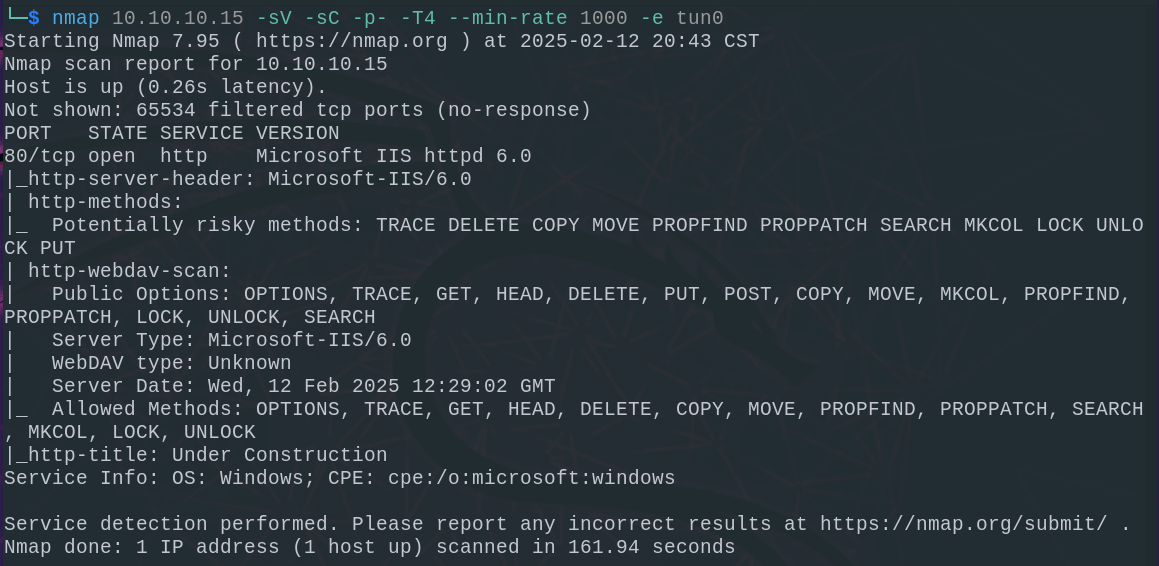 └─$ nmap 10.10.10.15 -sV -sC -p- -T4 --min-rate 1000 -e tun0
Starting Nmap 7.95 ( https://nmap.org ) at 2025-02-12 20:43 CST
Nmap scan report for 10.10.10.15
Host is up (0.26s latency).
Not shown: 65534 filtered tcp ports (no-response)
PORT   STATE SERVICE VERSION
80/tcp open  http    Microsoft IIS httpd 6.0
|_http-server-header: Microsoft-IIS/6.0
| http-methods:
|_  Potentially risky methods: TRACE DELETE COPY MOVE PROPFIND PROPPATCH SEARCH MKCOL LOCK UNLO
CK PUT
| http-webdav-scan:
|   Public Options: OPTIONS, TRACE, GET, HEAD, DELETE, PUT, POST, COPY, MOVE, MKCOL, PROPFIND,
PROPPATCH, LOCK, UNLOCK, SEARCH
|   Server Type: Microsoft-IIS/6.0
|   WebDAV type: Unknown
|   Server Date: Wed, 12 Feb 2025 12:29:02 GMT
|_  Allowed Methods: OPTIONS, TRACE, GET, HEAD, DELETE, COPY, MOVE, PROPFIND, PROPPATCH, SEARCH
, MKCOL, LOCK, UNLOCK
|_http-title: Under Construction
Service Info: OS: Windows; CPE: cpe:/o:microsoft:windows

Service detection performed. Please report any incorrect results at https://nmap.org/submit/ .
Nmap done: 1 IP address (1 host up) scanned in 161.94 seconds